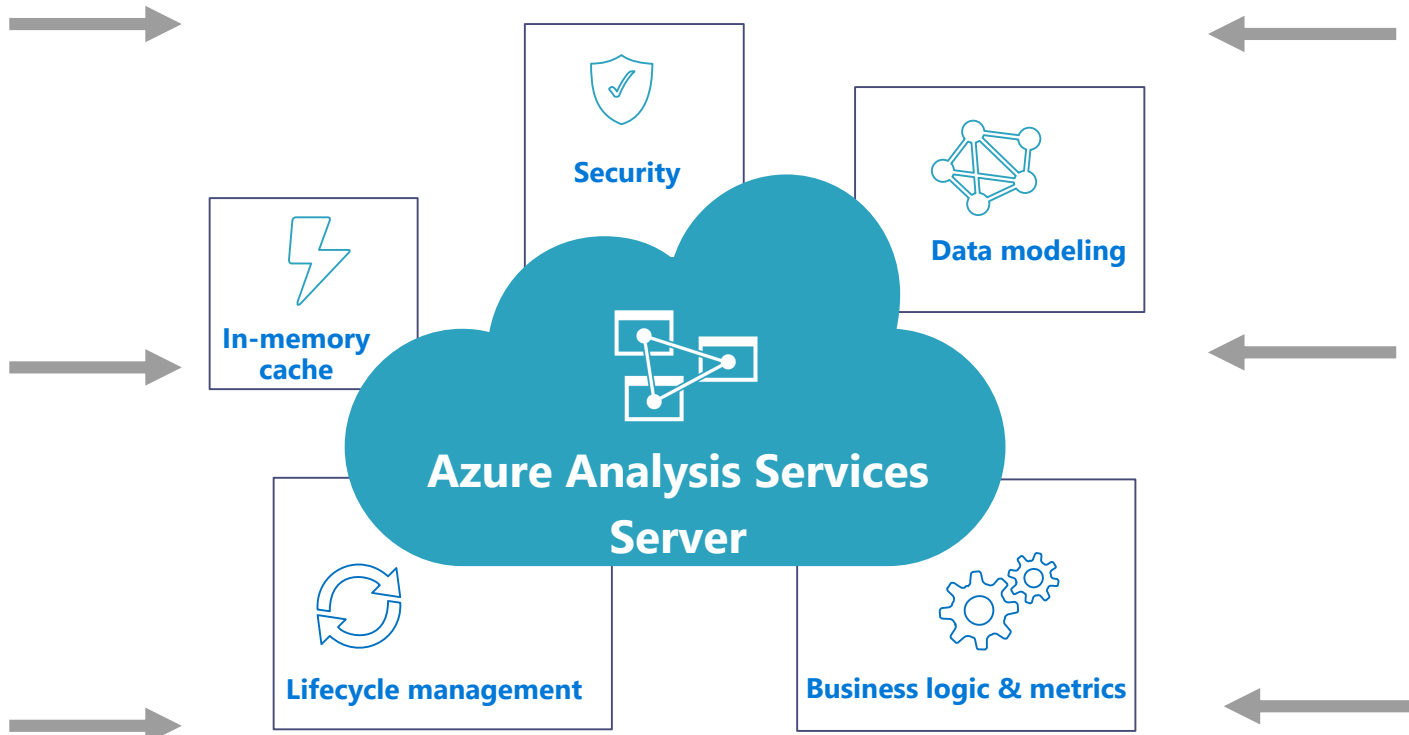 Security
Data modeling
In-memory
cache
Azure Analysis Services
Server
Lifecycle management
Business logic & metrics